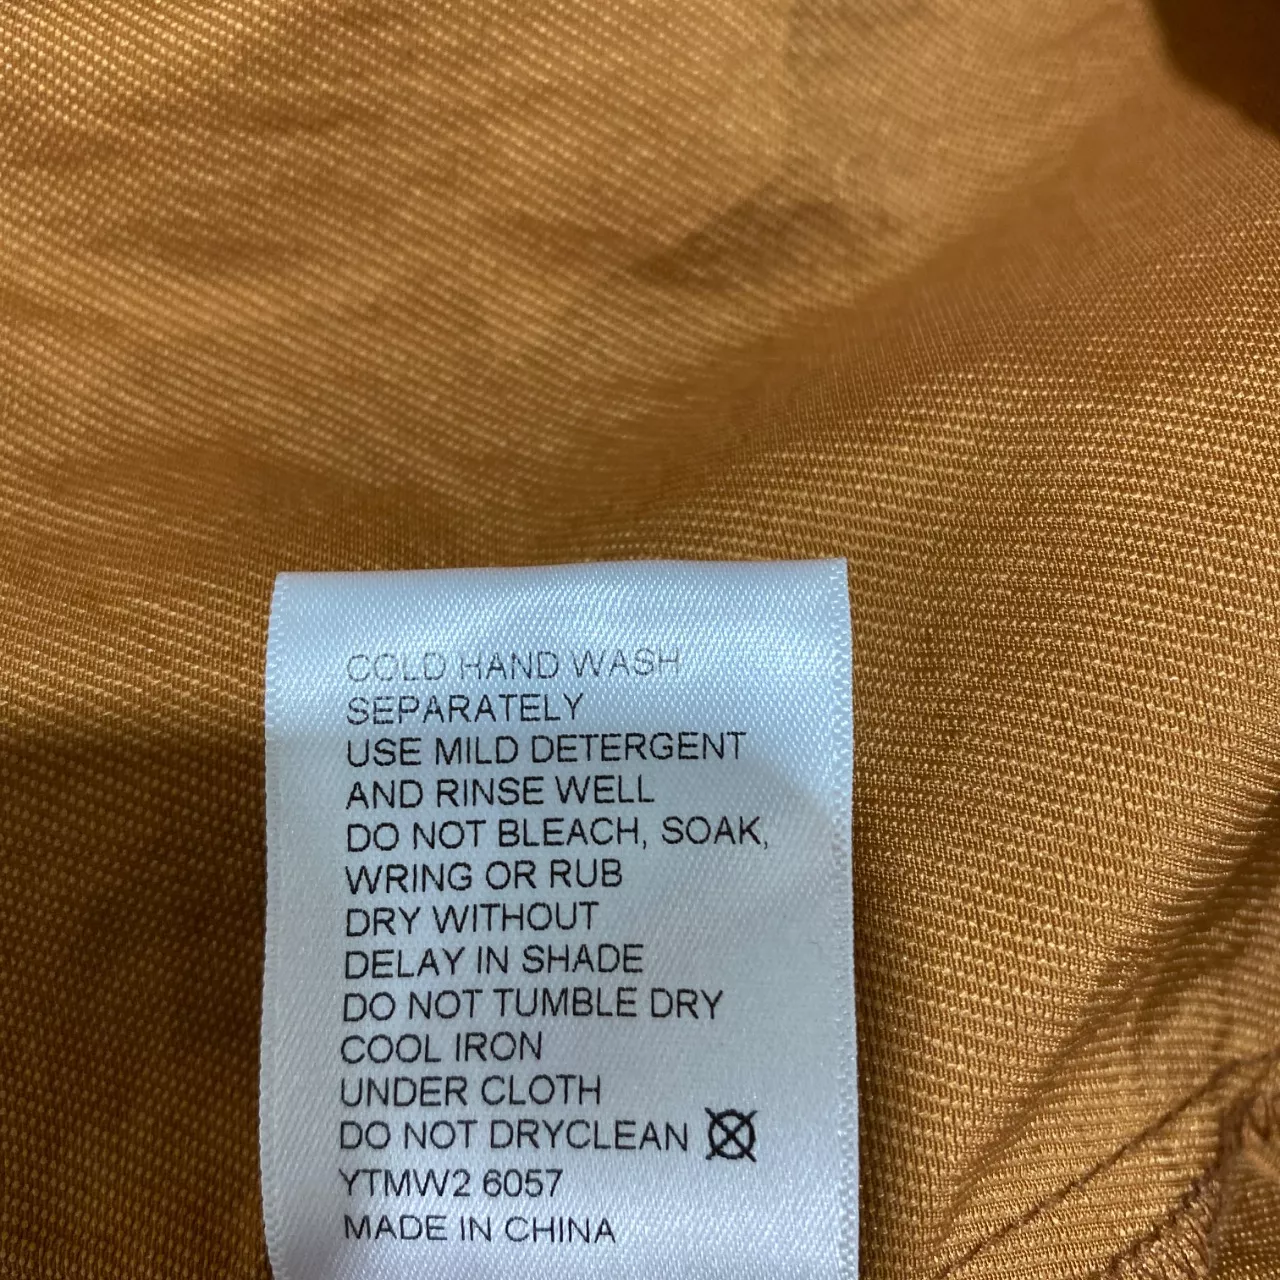 COLD HAND WASH
SEPARATELY
USE MILD DETERGENT
AND RINSE WELL
DO NOT BLEACH, SOAK,
WRING OR RUB
DRY WITHOUT
DELAY IN SHADE
DO NOT TUMBLE DRY
COOL IRON
UNDER CLOTH
DO NOT DRYCLEAN
YTMW2 6057
MADE IN CHINA